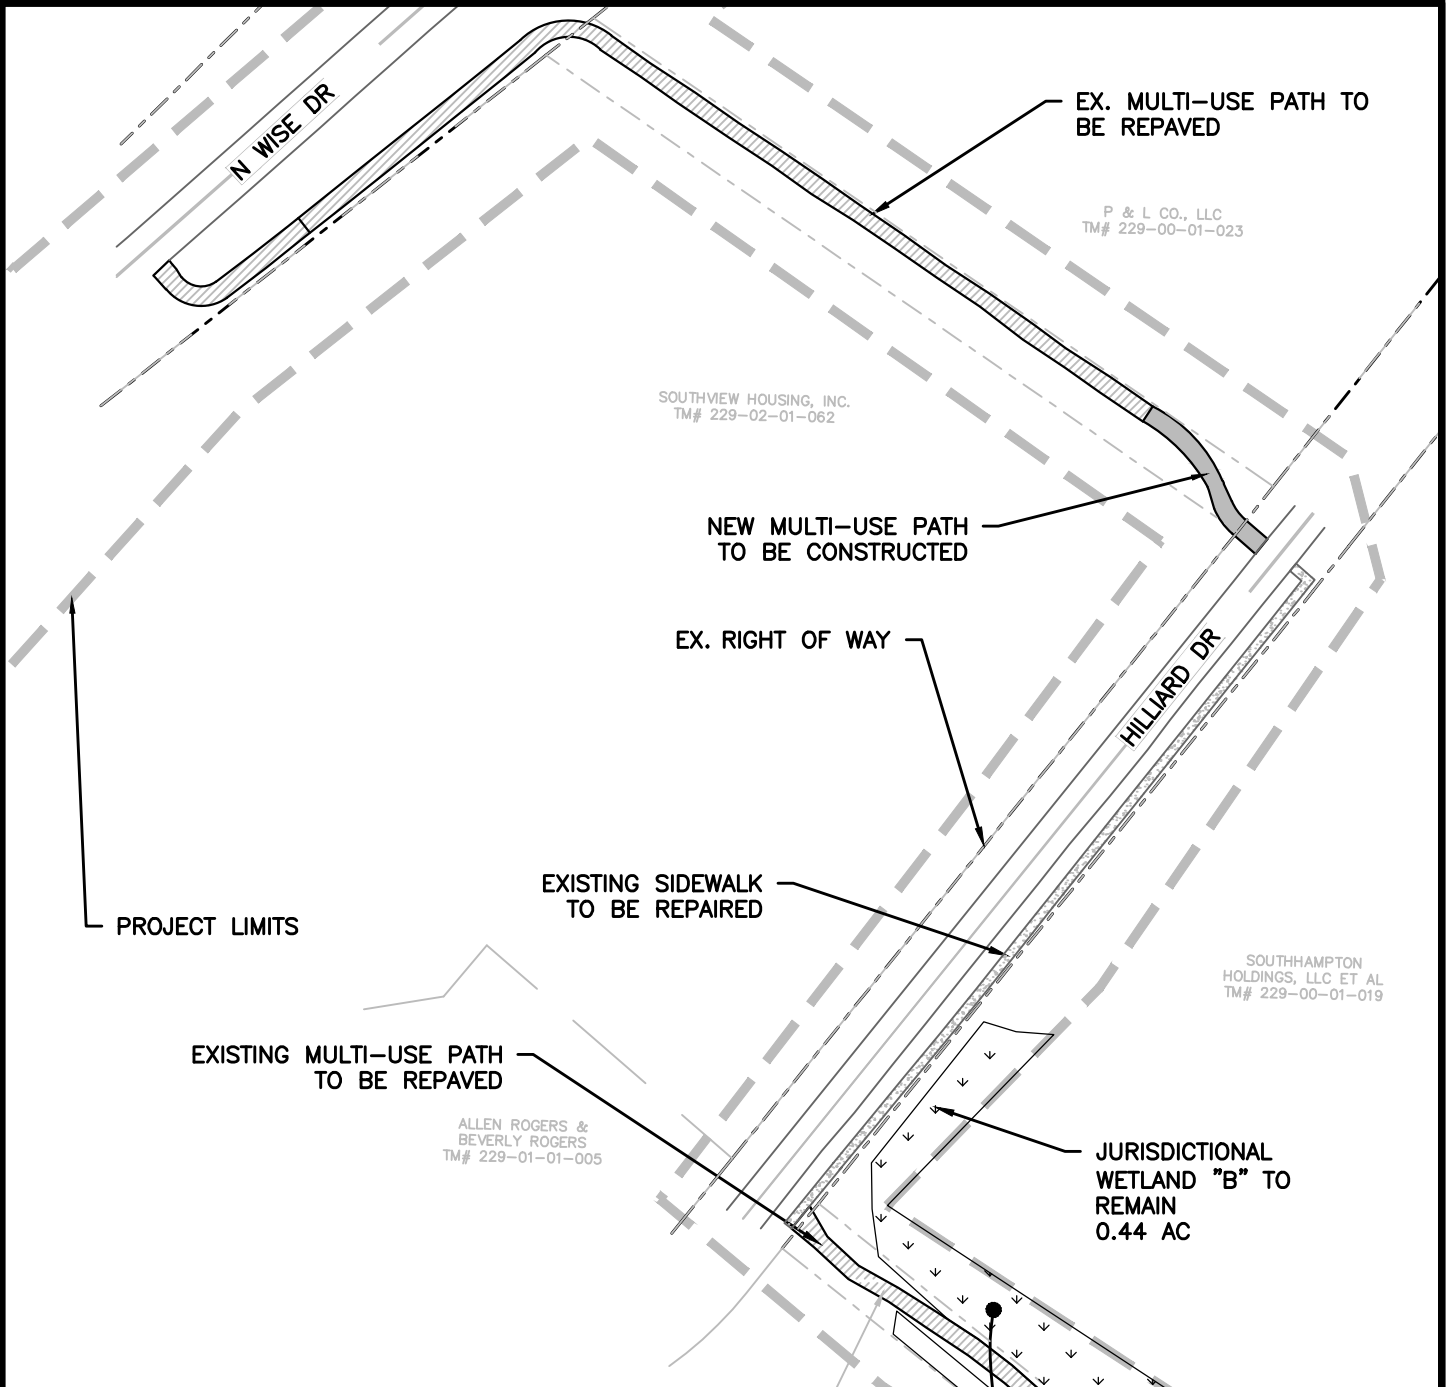 N WISE DR
EX. MULTI-USE PATH TO
BE REPAVED
P & L CO., LLC
TM# 229-00-01-023
SOUTHVIEW HOUSING, INC.
TM# 229-02-01-062
NEW MULTI-USE PATH
TO BE CONSTRUCTED
EX. RIGHT OF WAY
HILLIARD DR
EXISTING SIDEWALK
TO BE REPAIRED
PROJECT LIMITS
SOUTHHAMPTON
HOLDINGS, LLC ET AL
TM# 229-00-01-019
EXISTING MULTI-USE PATH
TO BE REPAVED
ALLEN ROGERS &
BEVERLY ROGERS
TM# 229-01-01-005
JURISDICTIONAL
WETLAND "B" TO
REMAIN
0.44 AC